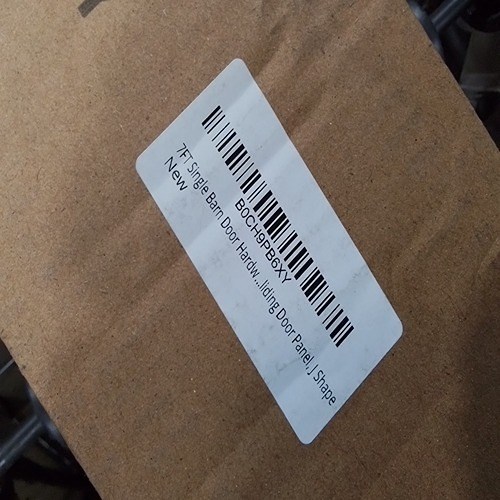 B0CH9PB6XY
7FT Single Barn Door Hardw...liding Door Panel, J Shape
New